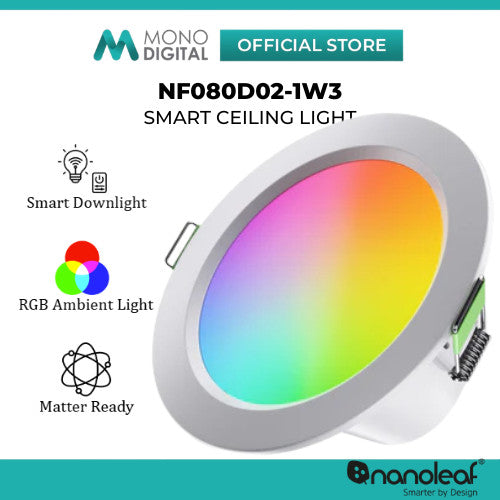 MONO
DIGITAL
OFFICIAL STORE
NF080D02-1W3
SMART CEILING LIGHT
Smart Downlight
RGB Ambient Light
Matter Ready
nanoleaf®
Smarter by Design